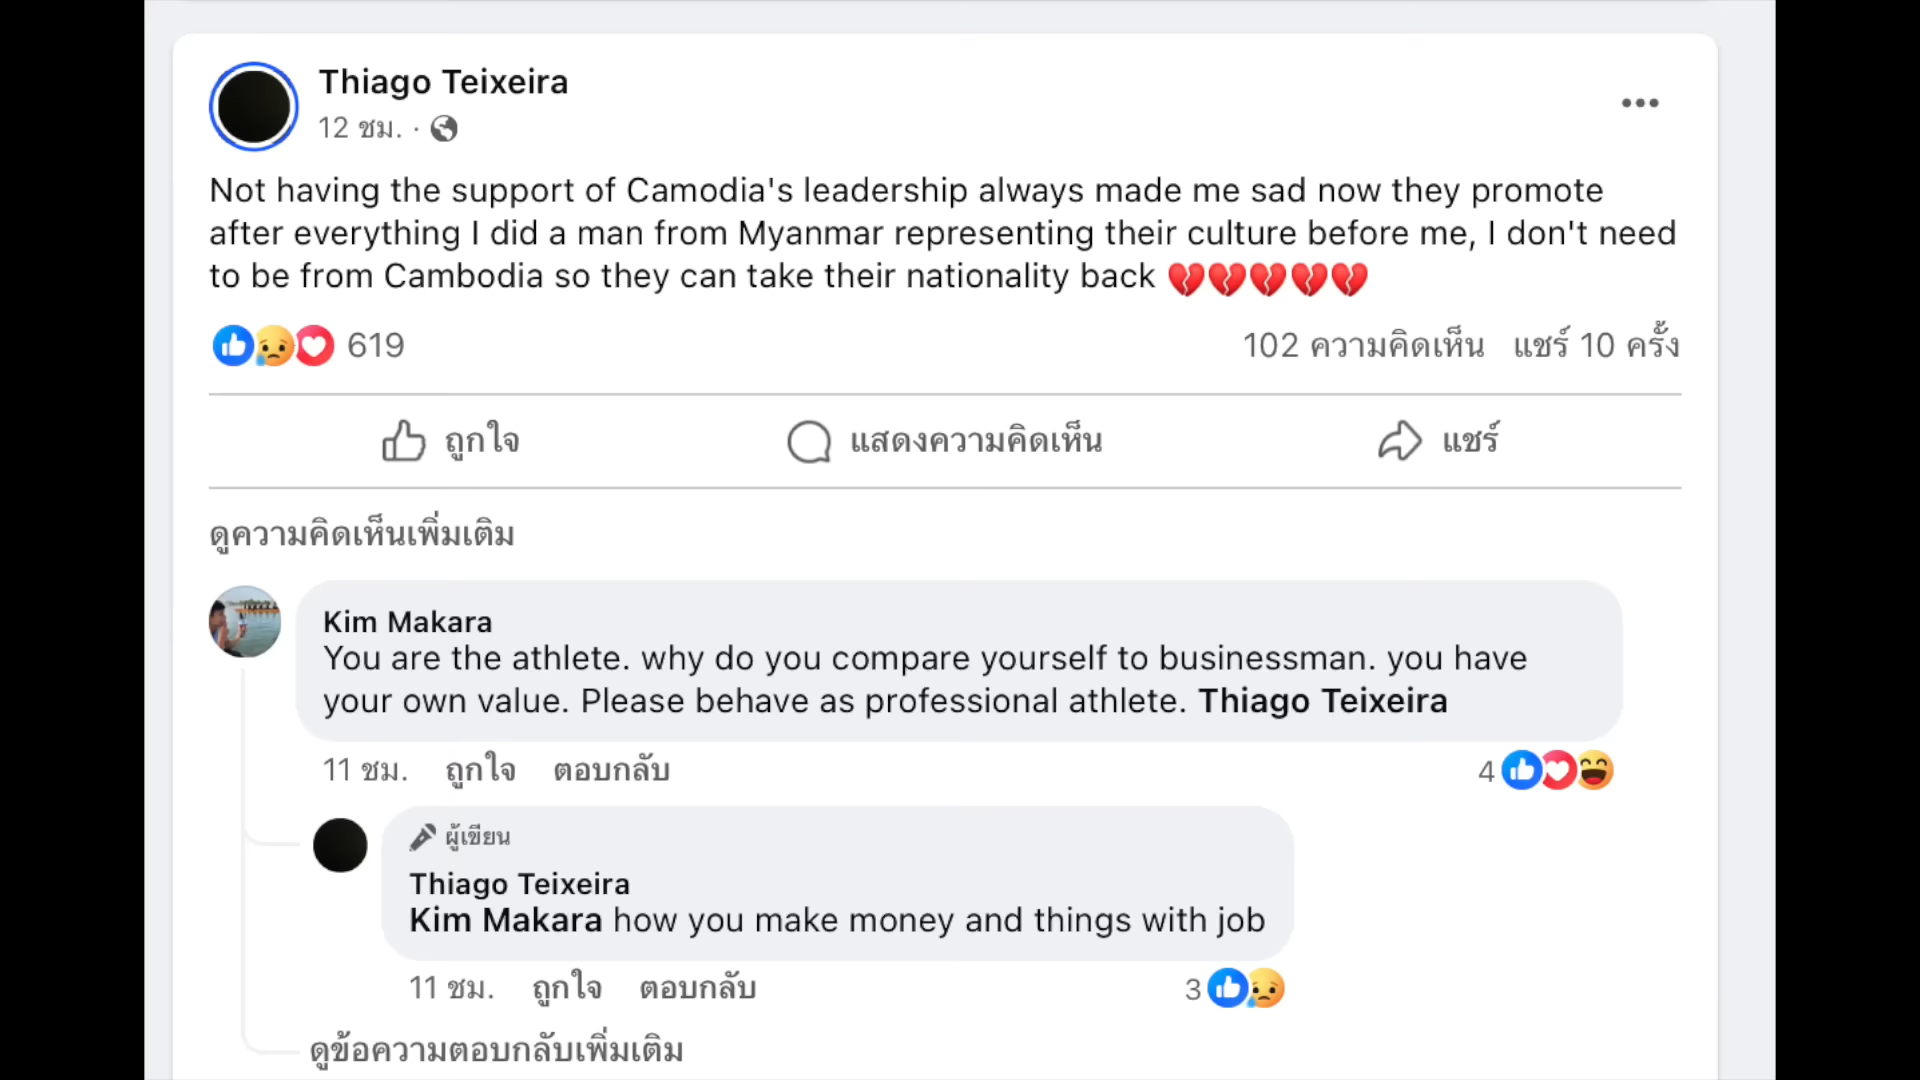 Thiago Teixeira
12 ชม. ·
Not having the support of Camodia's leadership always made me sad now they promote
after everything I did a man from Myanmar representing their culture before me, I don't need
to be from Cambodia so they can take their nationality back 💔💔💔💔💔
619
102 ความคิดเห็น แชร์ 10 ครั้ง
ถูกใจ แสดงความคิดเห็น แชร์
ดูความคิดเห็นเพิ่มเติม
Kim Makara
You are the athlete. why do you compare yourself to businessman. you have
your own value. Please behave as professional athlete. Thiago Teixeira
11 ชม. ถูกใจ ตอบกลับ 4
ผู้เขียน
Thiago Teixeira
Kim Makara how you make money and things with job
11 ชม. ถูกใจ ตอบกลับ 3
ดูข้อความตอบกลับเพิ่มเติม